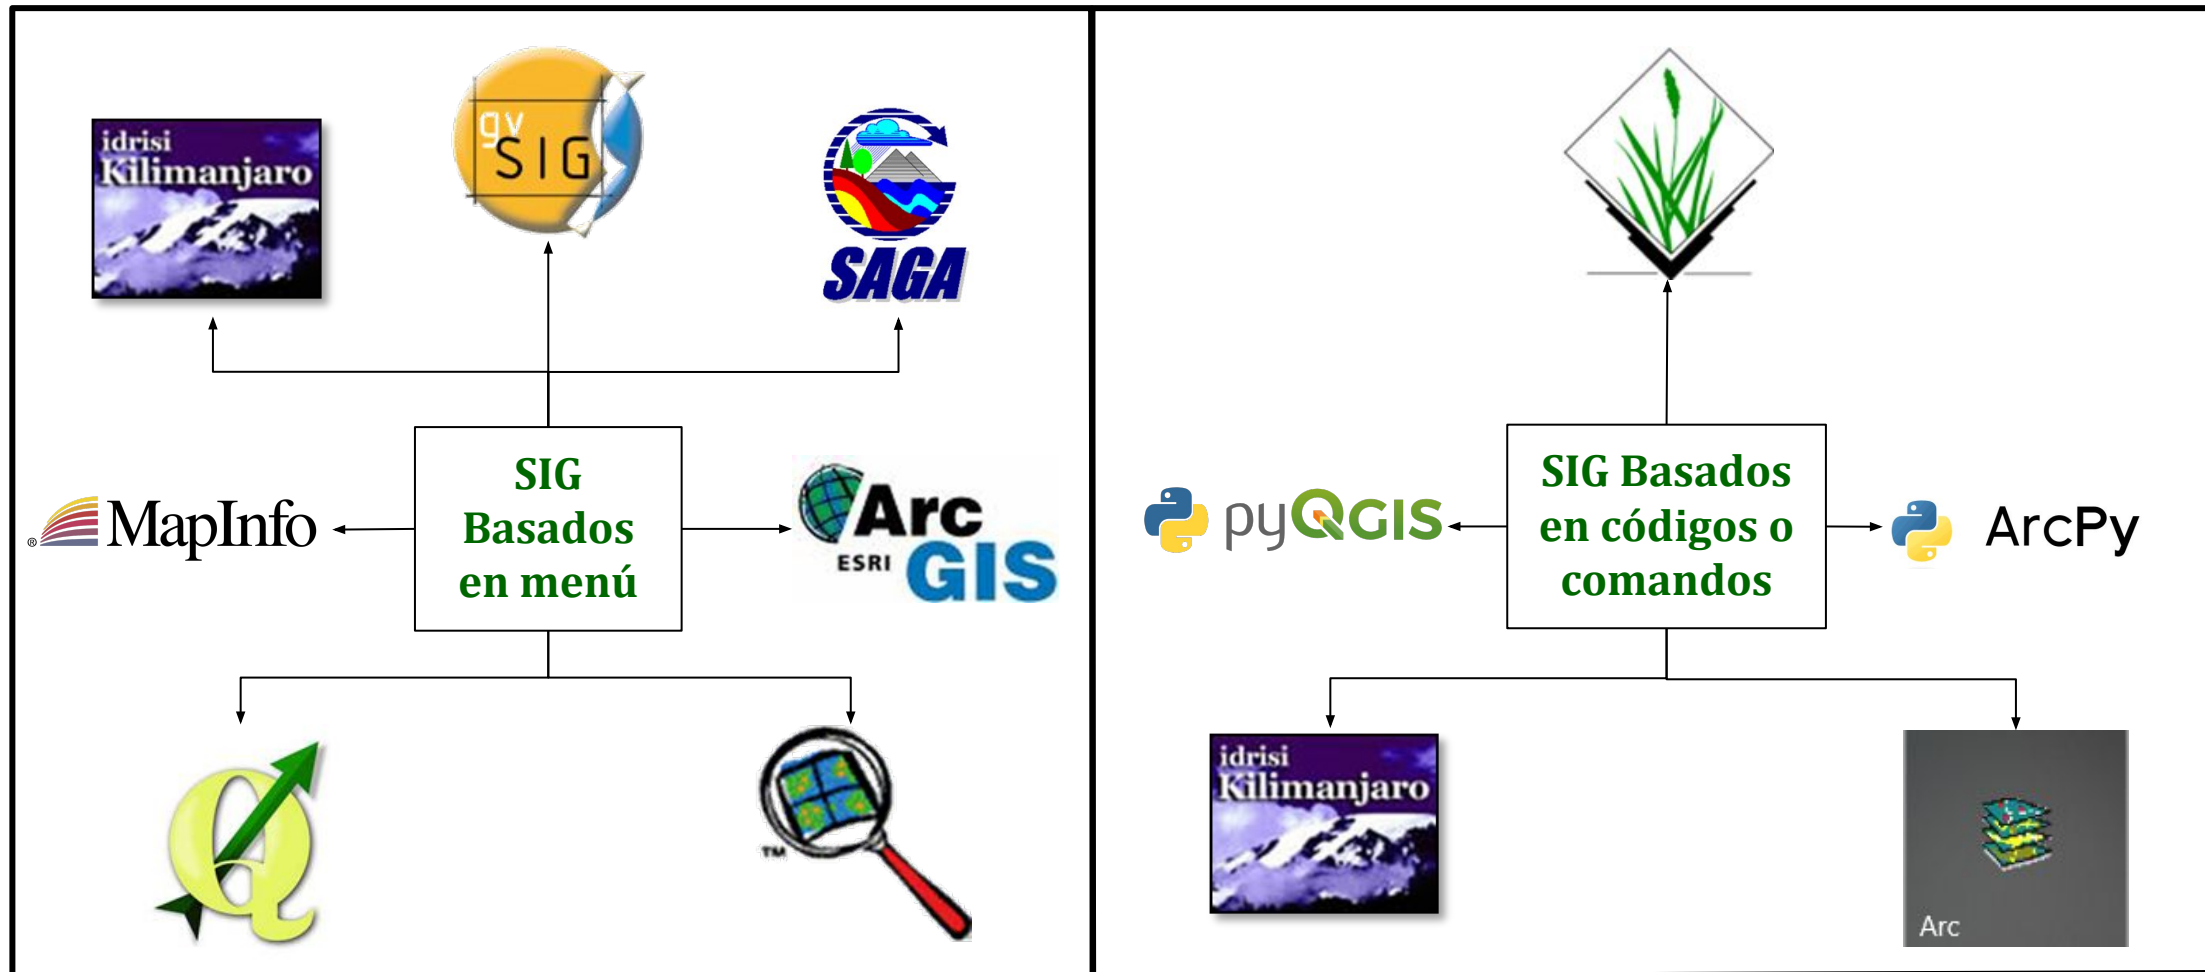 idrisi
Kilimanjaro
gv
SIG
SAGA
MapInfo
®
SIG
Basados
en menú
Arc
ESRI
GIS
Q
TM
pyQGIS
SIG Basados
en códigos o
comandos
ArcPy
idrisi
Kilimanjaro
Arc